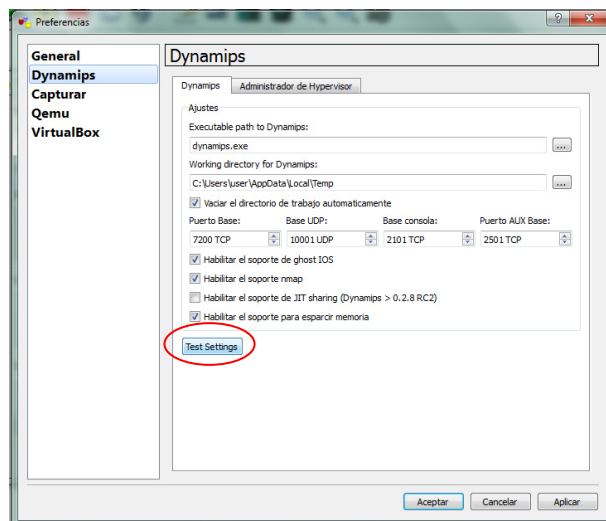 Preferencias
General
Dynamips
Capturar
Qemu
VirtualBox
Dynamips
Dynamips Administrador de Hypervisor
Ajustes
Executable path to Dynamips:
dynamips.exe
...
Working directory for Dynamips:
C:\Users\user\AppData\Local\Temp
...
Vaciar el directorio de trabajo automaticamente
Puerto Base: Base UDP: Base consola: Puerto AUX Base:
7200 TCP 10001 UDP 2101 TCP 2501 TCP
Habilitar el soporte de ghost IOS
Habilitar el soporte nmap
Habilitar el soporte de JIT sharing (Dynamips > 0.2.8 RC2)
Habilitar el soporte para esparcir memoria
Test Settings
Aceptar Cancelar Aplicar